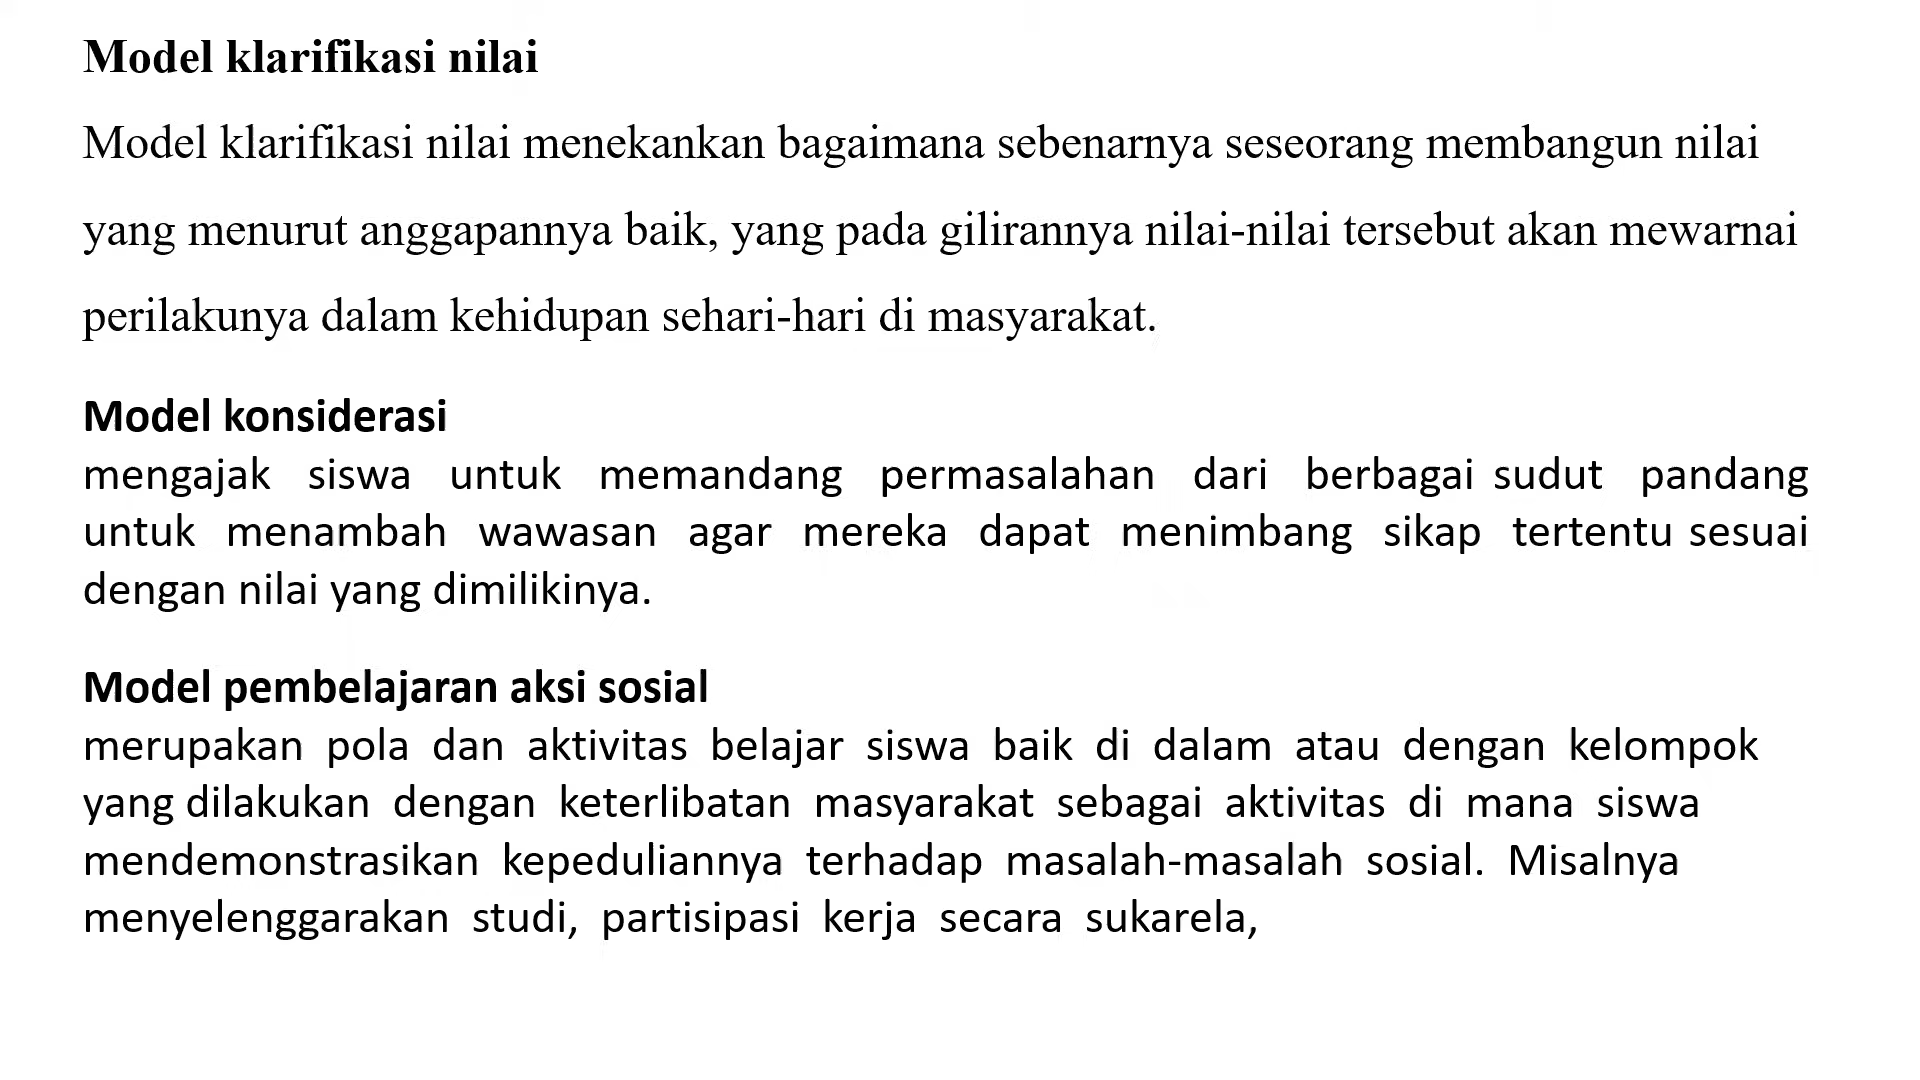 Model klarifikasi nilai
Model klarifikasi nilai menekankan bagaimana sebenarnya seseorang membangun nilai
yang menurut anggapannya baik, yang pada gilirannya nilai-nilai tersebut akan mewarnai
perilakunya dalam kehidupan sehari-hari di masyarakat.
Model konsiderasi
mengajak siswa untuk memandang permasalahan dari berbagai sudut pandang
untuk menambah wawasan agar mereka dapat menimbang sikap tertentu sesuai
dengan nilai yang dimilikinya.
Model pembelajaran aksi sosial
merupakan pola dan aktivitas belajar siswa baik di dalam atau dengan kelompok
yang dilakukan dengan keterlibatan masyarakat sebagai aktivitas di mana siswa
mendemonstrasikan kepeduliannya terhadap masalah-masalah sosial. Misalnya
menyelenggarakan studi, partisipasi kerja secara sukarela,